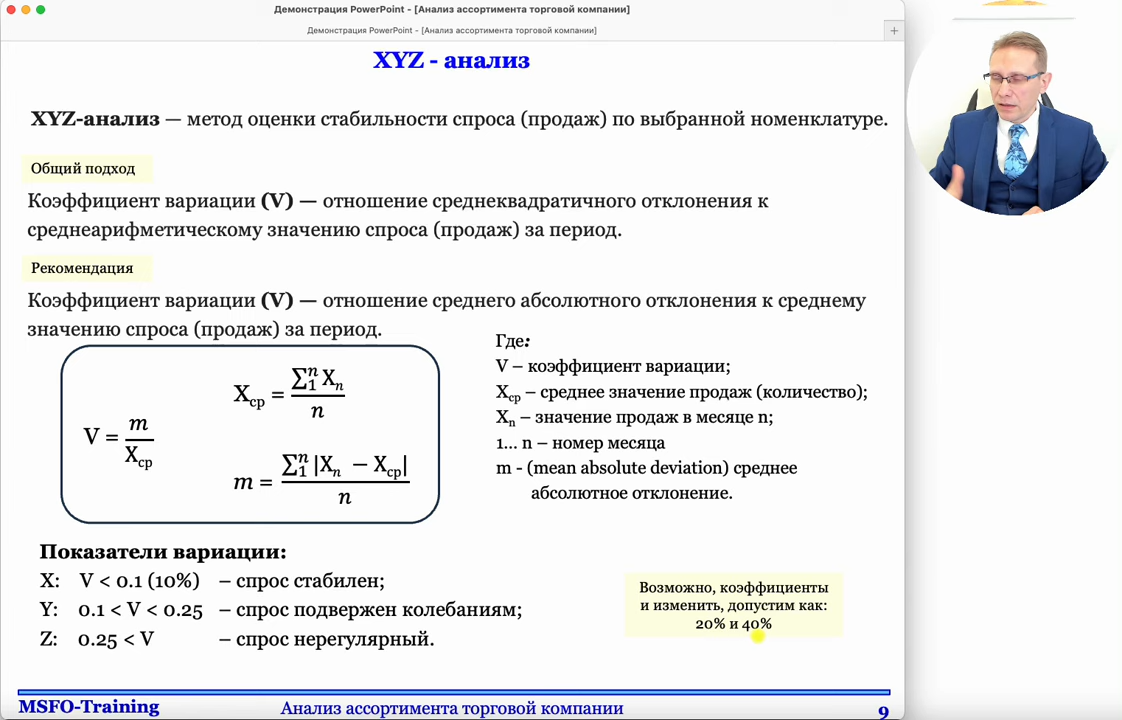 Демонстрация PowerPoint - [Анализ ассортимента торговой компании]
Демонстрация PowerPoint - [Анализ ассортимента торговой компании]
XYZ - анализ
XYZ-анализ — метод оценки стабильности спроса (продаж) по выбранной номенклатуре.
Общий подход
Коэффициент вариации (V) — отношение среднеквадратичного отклонения к
среднеарифметическому значению спроса (продаж) за период.
Рекомендация
Коэффициент вариации (V) — отношение среднего абсолютного отклонения к среднему
значению спроса (продаж) за период.
V = m / Xср
Xср = ∑₁ⁿ Xn / n
m = ∑₁ⁿ |Xn − Xср| / n
Где:
V – коэффициент вариации;
Xср – среднее значение продаж (количество);
Xn – значение продаж в месяце n;
1... n – номер месяца
m - (mean absolute deviation) среднее
абсолютное отклонение.
Показатели вариации:
X: V < 0.1 (10%) – спрос стабилен;
Y: 0.1 < V < 0.25 – спрос подвержен колебаниям;
Z: 0.25 < V – спрос нерегулярный.
Возможно, коэффициенты
и изменить, допустим как:
20% и 40%
MSFO-Training Анализ ассортимента торговой компании 9